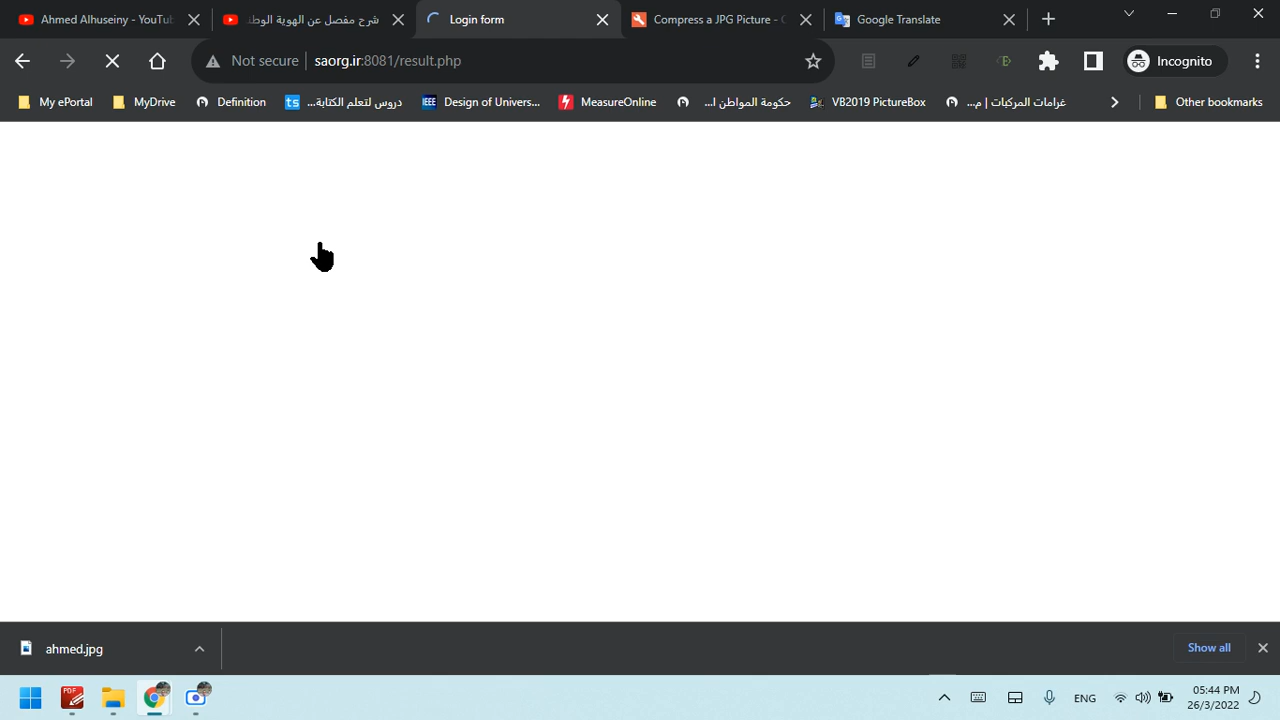 Ahmed Alhuseiny - YouTub
شرح مفصل عن الهوية الوط
Login form
Compress a JPG Picture - C
Google Translate
Not secure
saorg.ir:8081/result.php
Incognito
My ePortal
MyDrive
Definition
دروس لتعلم الكتابة...
Design of Univers...
MeasureOnline
حكومة المواطن ا...
VB2019 PictureBox
غرامات المركبات | م...
Other bookmarks
ahmed.jpg
Show all
PDF
ENG
05:44 PM
26/3/2022